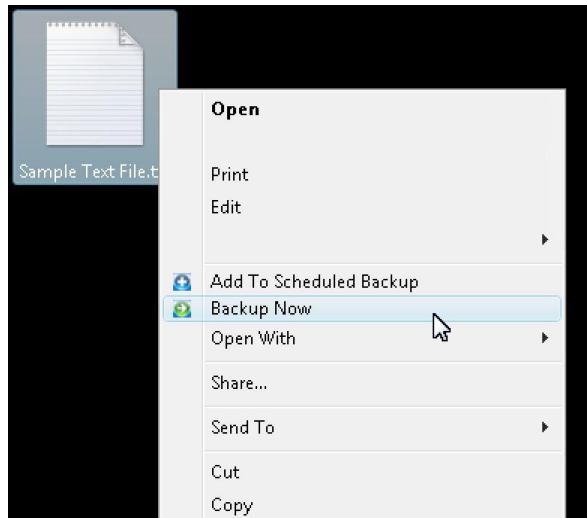 Sample Text File.t
Open
Print
Edit
Add To Scheduled Backup
Backup Now
Open With
Share...
Send To
Cut
Copy